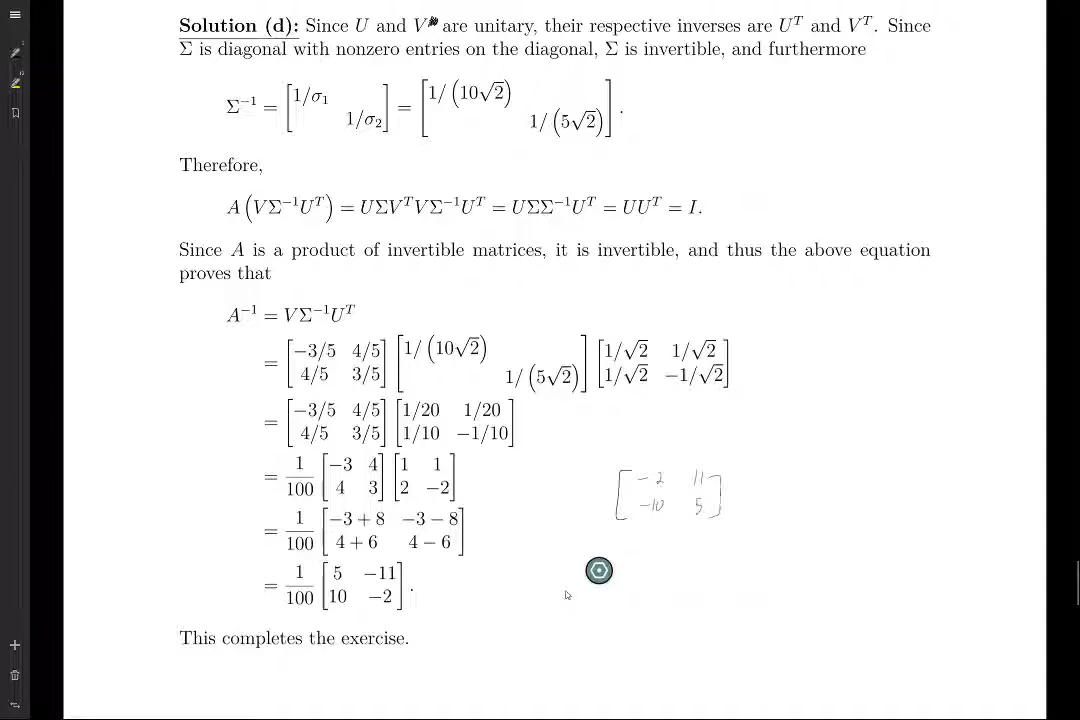 Solution (d): Since U and V are unitary, their respective inverses are U^T and V^T. Since
Σ is diagonal with nonzero entries on the diagonal, Σ is invertible, and furthermore
Σ^{-1} = [1/σ_1 ; 1/σ_2] = [1/(10√2) ; 1/(5√2)].
Therefore,
A(VΣ^{-1}U^T) = UΣV^TVΣ^{-1}U^T = UΣΣ^{-1}U^T = UU^T = I.
Since A is a product of invertible matrices, it is invertible, and thus the above equation
proves that
A^{-1} = VΣ^{-1}U^T
= [−3/5 4/5 ; 4/5 3/5] [1/(10√2) ; 1/(5√2)] [1/√2 1/√2 ; 1/√2 −1/√2]
= [−3/5 4/5 ; 4/5 3/5] [1/20 1/20 ; 1/10 −1/10]
= 1/100 [−3 4 ; 4 3] [1 1 ; 2 −2]
[−2 11 ; −10 5]
= 1/100 [−3 + 8 −3 − 8 ; 4 + 6 4 − 6]
= 1/100 [5 −11 ; 10 −2].
This completes the exercise.